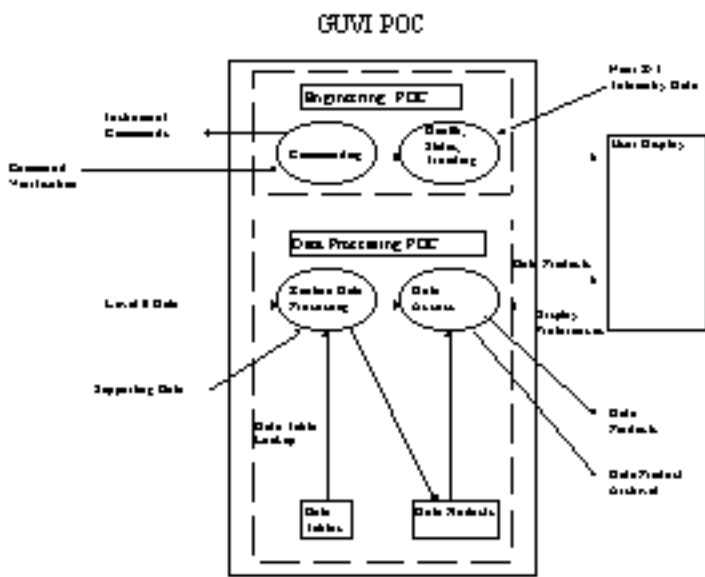 GUVI POC
Engineering POC
Instrument
Commands
Commanding
Health,
Status,
Trending
Telemetry Data
Command
Verification
User Display
Data Processing POC
Data Products
Level 0 Data
Data
Processing
Data
Access
Display
Preferences
Supporting Data
Data Table
Lookup
Data
Products
Data Product
Archival
Data
Tables
Data Products